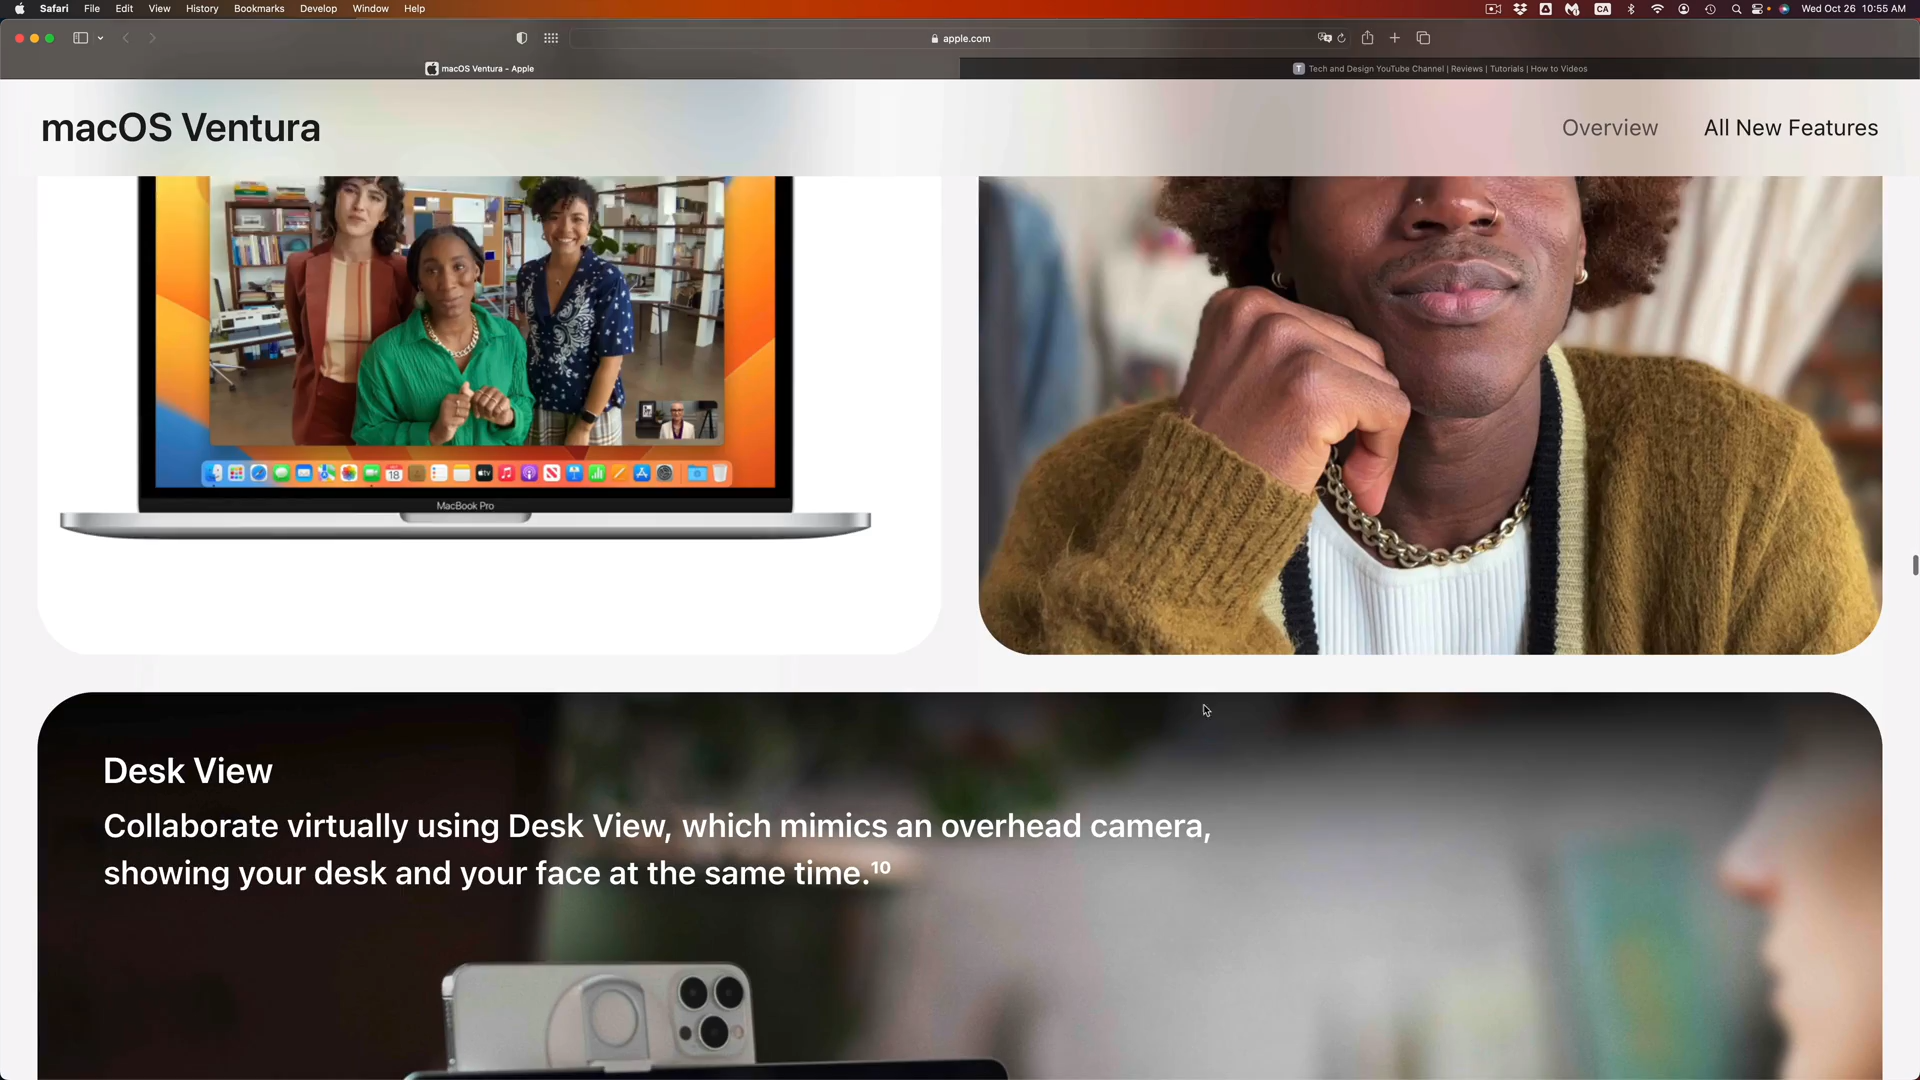 Safari File Edit View History Bookmarks Develop Window Help
CA
Wed Oct 26 10:55 AM
apple.com
macOS Ventura - Apple
T Tech and Design YouTube Channel | Reviews | Tutorials | How to Videos
macOS Ventura
Overview
All New Features
18
MacBook Pro
Desk View
Collaborate virtually using Desk View, which mimics an overhead camera,
showing your desk and your face at the same time.¹⁰